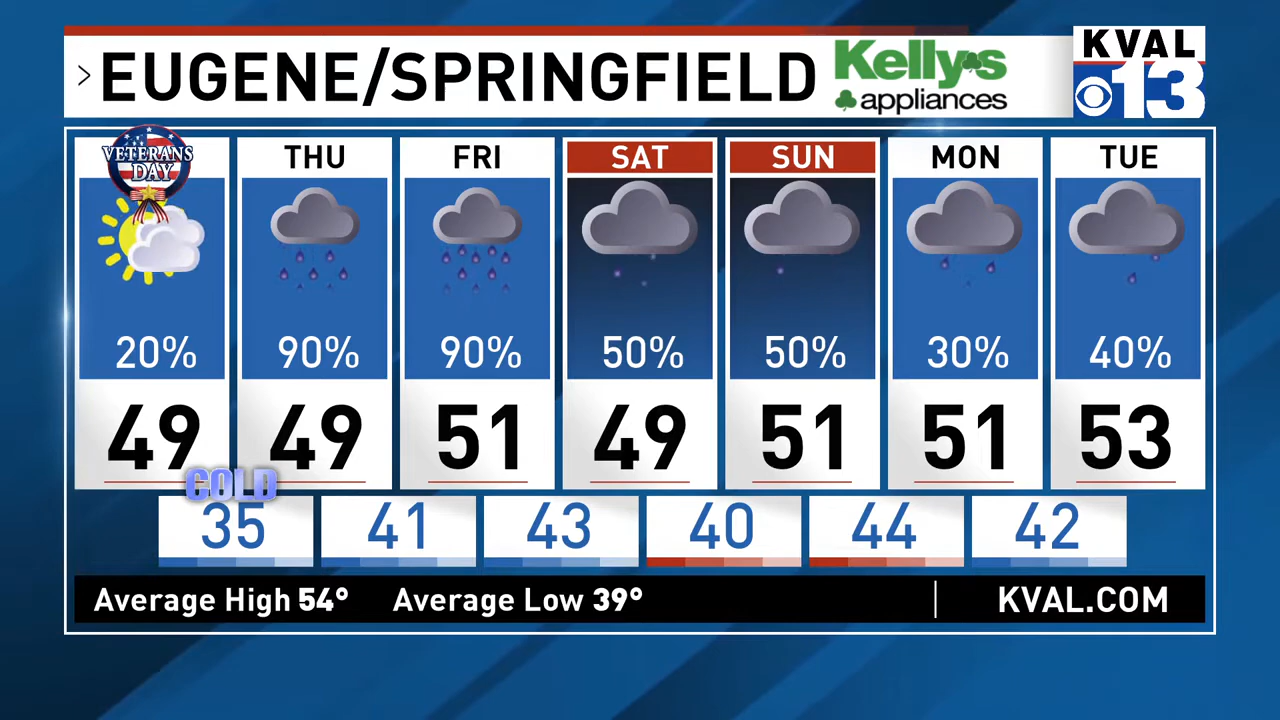 > EUGENE/SPRINGFIELD
Kelly's
appliances
KVAL
13
VETERANS
DAY
THU
FRI
SAT
SUN
MON
TUE
20%
90%
90%
50%
50%
30%
40%
49
49
51
49
51
51
53
COLD
35
41
43
40
44
42
Average High 54°
Average Low 39°
KVAL.COM